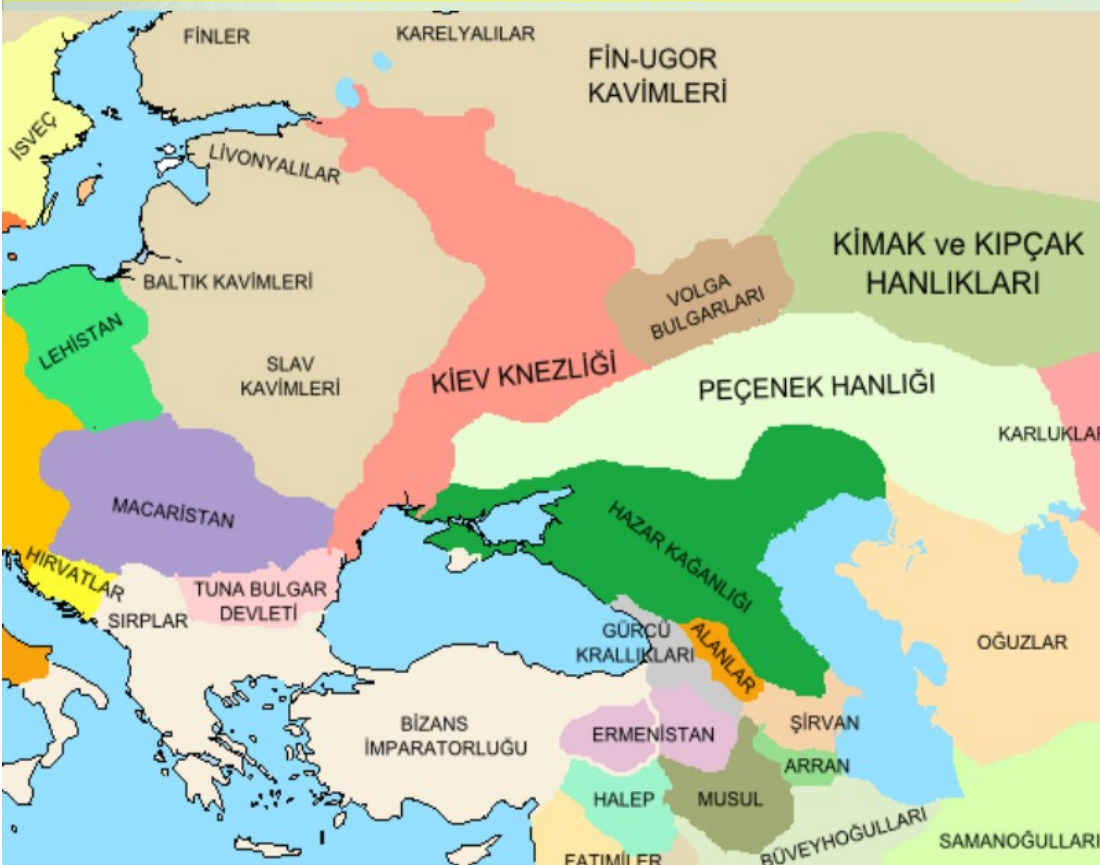 FİNLER
KARELYALILAR
FİN-UGOR
KAVİMLERİ
İSVEÇ
LİVONYALILAR
BALTIK KAVİMLERİ
LEHİSTAN
SLAV
KAVİMLERİ
KİEV KNEZLİĞİ
VOLGA
BULGARLARI
KİMAK ve KIPÇAK
HANLIKLARI
PEÇENEK HANLIĞI
KARLUKLAR
MACARİSTAN
HAZAR KAĞANLIĞI
HIRVATLAR
SIRPLAR
TUNA BULGAR
DEVLETİ
GÜRCÜ
KRALLIKLARI
ALANLAR
OĞUZLAR
BİZANS
İMPARATORLUĞU
ERMENİSTAN
ŞİRVAN
ARRAN
HALEP
MUSUL
BÜVEYHOĞULLARI
SAMANOĞULLARI
FATIMİLER